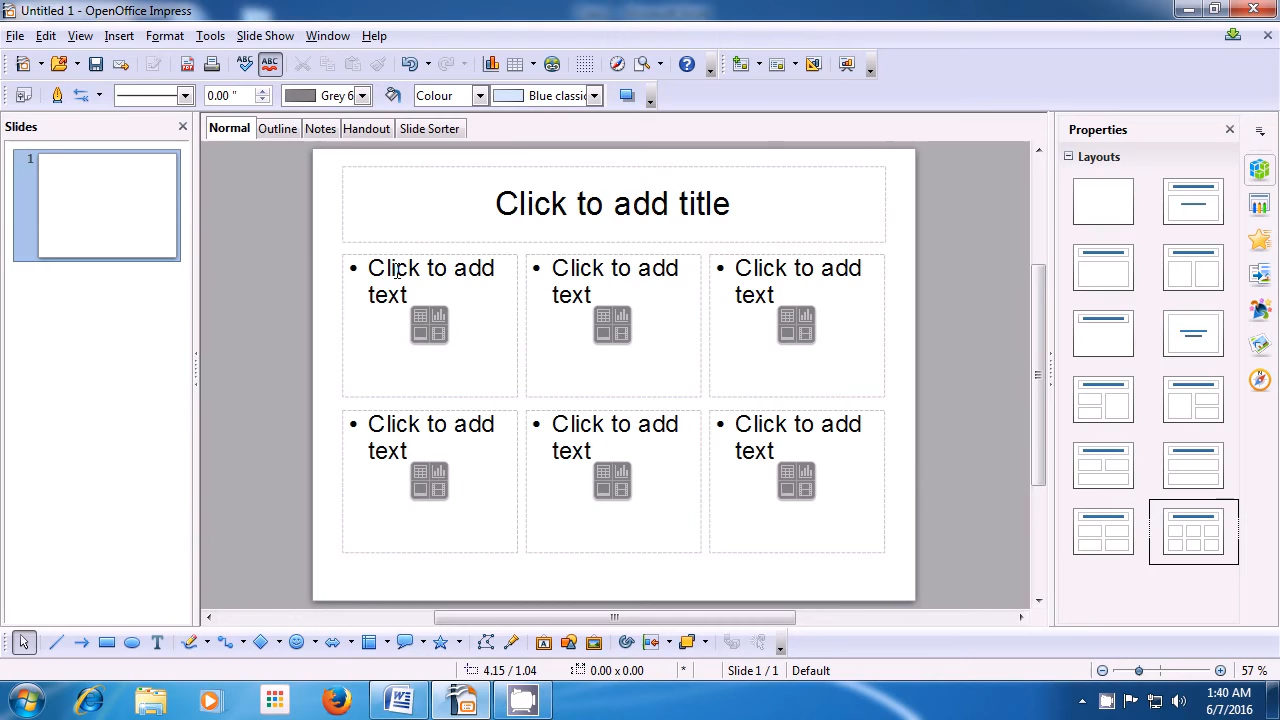 Untitled 1 - OpenOffice Impress
File Edit View Insert Format Tools Slide Show Window Help
ABC ABC
0.00 " Grey 6 Colour Blue classic
Slides
Normal Outline Notes Handout Slide Sorter
Properties
Layouts
1
Click to add title
• Click to add text
• Click to add text
• Click to add text
• Click to add text
• Click to add text
• Click to add text
4.15 / 1.04 0.00 x 0.00 * Slide 1 / 1 Default 57 %
1:40 AM
6/7/2016